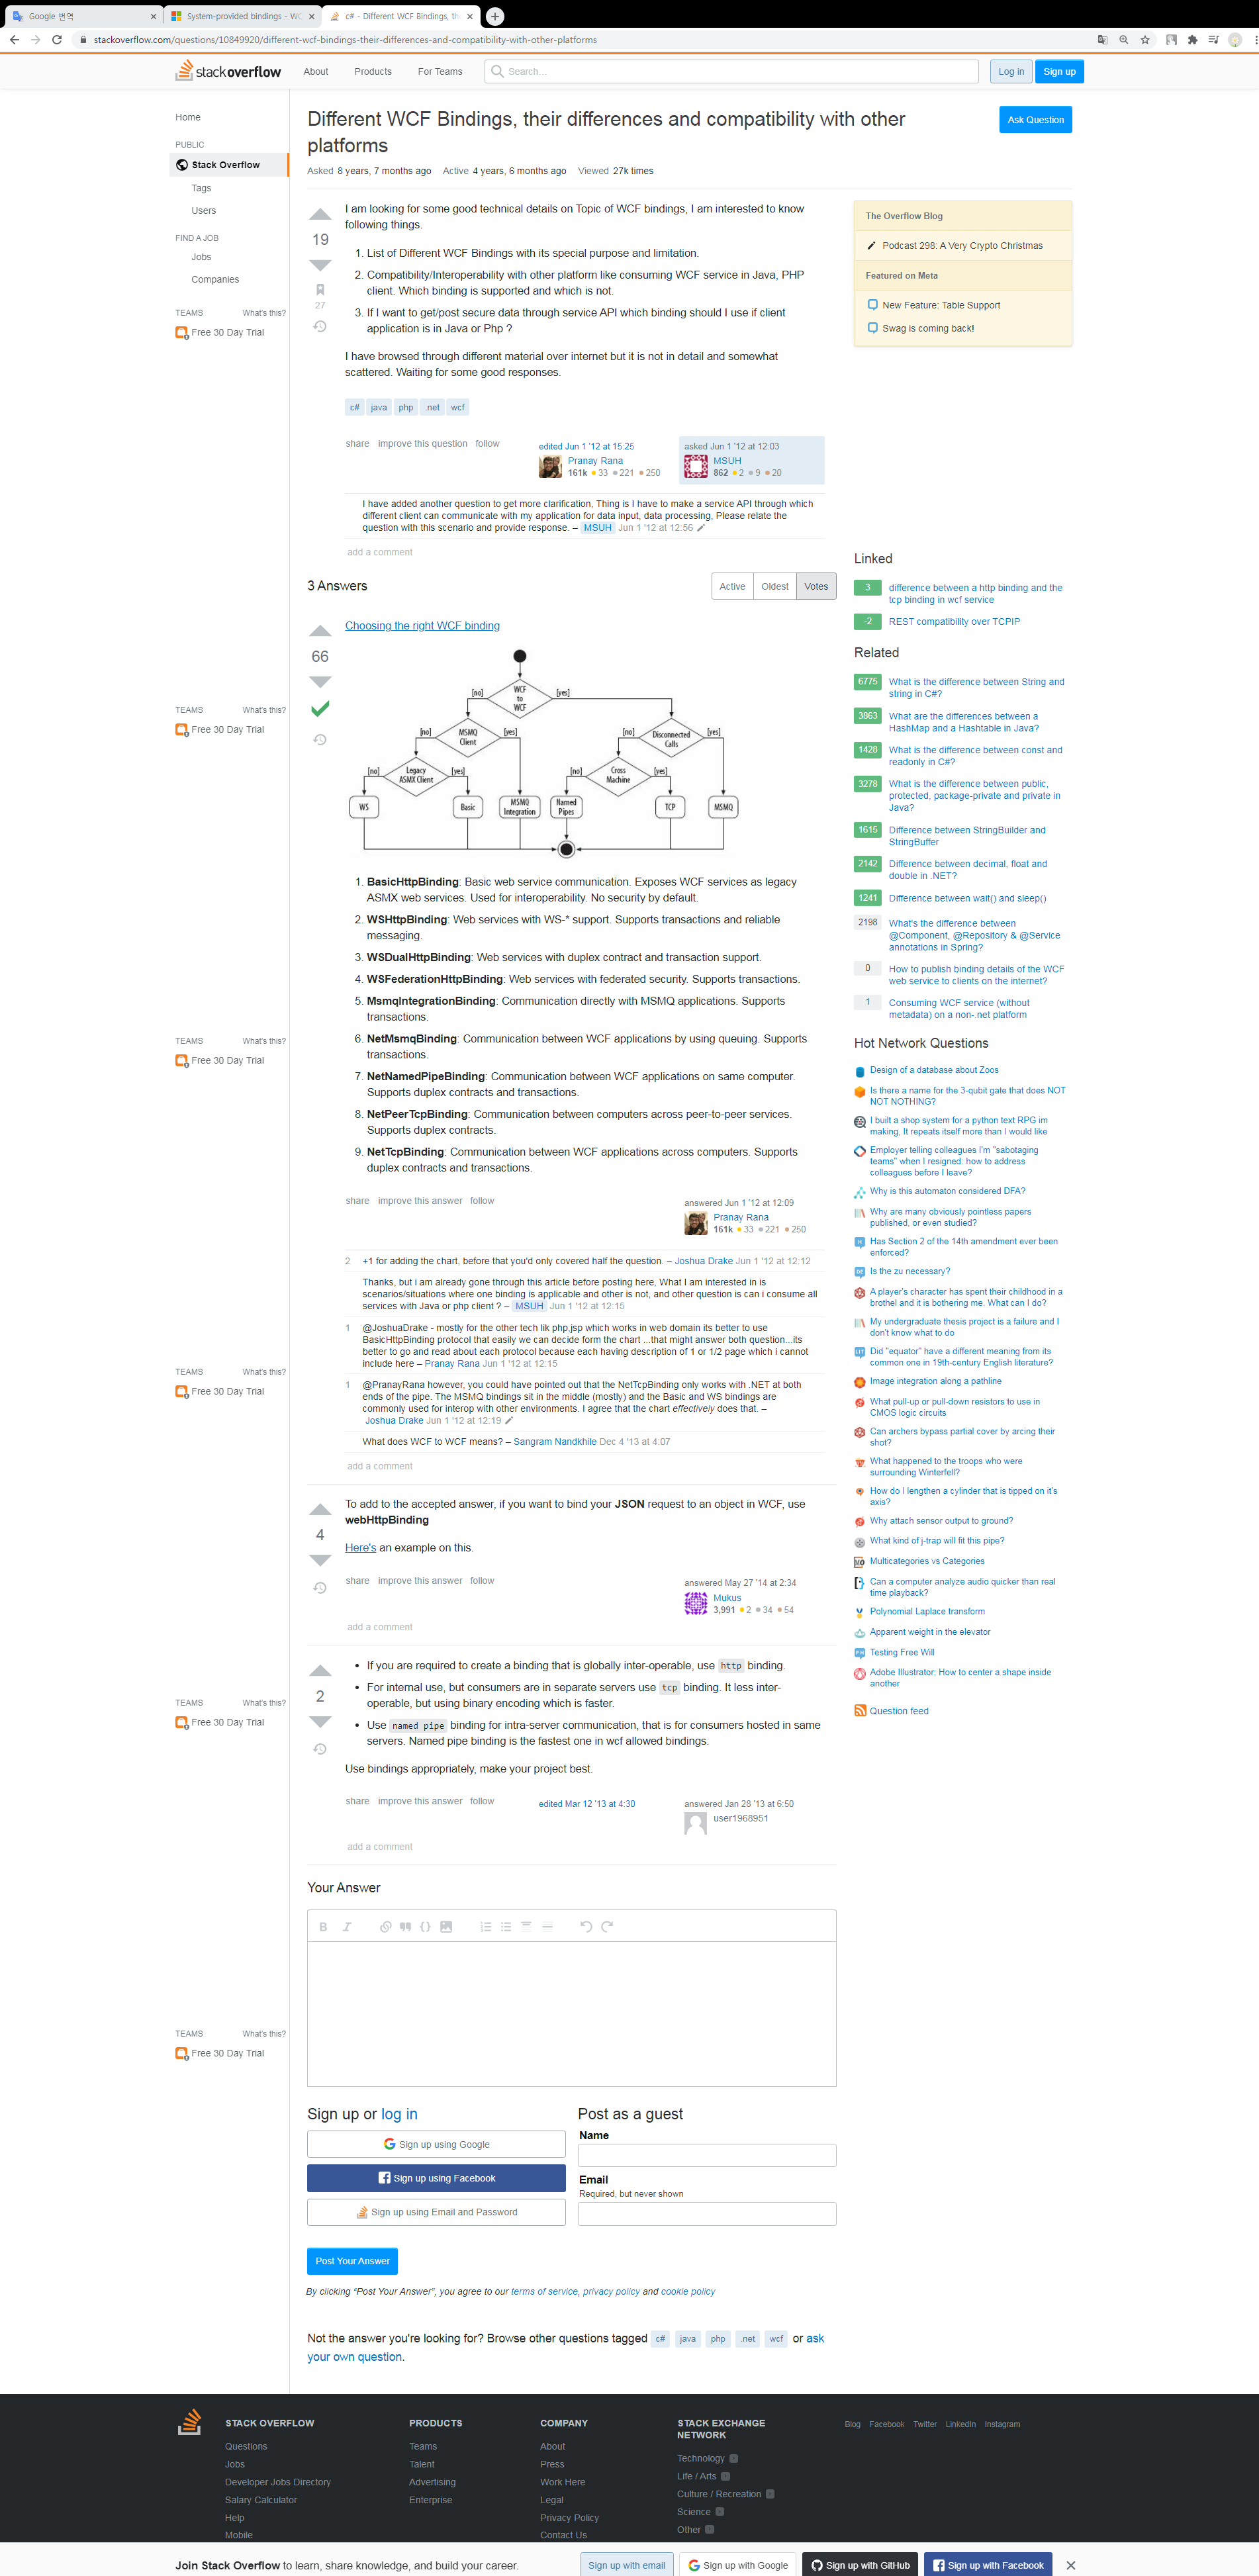 Google 번역
System-provided bindings - WC
c# - Different WCF Bindings, th
stackoverflow.com/questions/10849920/different-wcf-bindings-their-differences-and-compatibility-with-other-platforms
stackoverflow
About
Products
For Teams
Search...
Log in
Sign up
Home
PUBLIC
Stack Overflow
Tags
Users
FIND A JOB
Jobs
Companies
TEAMS
What's this?
Free 30 Day Trial
Different WCF Bindings, their differences and compatibility with other
platforms
Ask Question
Asked 8 years, 7 months ago Active 4 years, 6 months ago Viewed 27k times
19
27
I am looking for some good technical details on Topic of WCF bindings, I am interested to know
following things.
1. List of Different WCF Bindings with its special purpose and limitation.
2. Compatibility/Interoperability with other platform like consuming WCF service in Java, PHP
client. Which binding is supported and which is not.
3. If I want to get/post secure data through service API which binding should I use if client
application is in Java or Php ?
I have browsed through different material over internet but it is not in detail and somewhat
scattered. Waiting for some good responses.
c# java php .net wcf
share improve this question follow
edited Jun 1 '12 at 15:25
Pranay Rana
161k 33 221 250
asked Jun 1 '12 at 12:03
MSUH
862 2 9 20
I have added another question to get more clarification, Thing is I have to make a service API through which
different client can communicate with my application for data input, data processing, Please relate the
question with this scenario and provide response. – MSUH Jun 1 '12 at 12:56
add a comment
3 Answers
Active Oldest Votes
66
Choosing the right WCF binding
[no]
WCF
to
WCF
[yes]
[no]
MSMQ
Client
[yes]
[no]
Disconnected
Calls
[yes]
[no]
Legacy
ASMX Client
[yes]
[no]
Cross
Machine
[yes]
WS
Basic
MSMQ
Integration
Named
Pipes
TCP
MSMQ
1. BasicHttpBinding: Basic web service communication. Exposes WCF services as legacy
ASMX web services. Used for interoperability. No security by default.
2. WSHttpBinding: Web services with WS-* support. Supports transactions and reliable
messaging.
3. WSDualHttpBinding: Web services with duplex contract and transaction support.
4. WSFederationHttpBinding: Web services with federated security. Supports transactions.
5. MsmqIntegrationBinding: Communication directly with MSMQ applications. Supports
transactions.
6. NetMsmqBinding: Communication between WCF applications by using queuing. Supports
transactions.
7. NetNamedPipeBinding: Communication between WCF applications on same computer.
Supports duplex contracts and transactions.
8. NetPeerTcpBinding: Communication between computers across peer-to-peer services.
Supports duplex contracts.
9. NetTcpBinding: Communication between WCF applications across computers. Supports
duplex contracts and transactions.
share improve this answer follow
answered Jun 1 '12 at 12:09
Pranay Rana
161k 33 221 250
2 +1 for adding the chart, before that you'd only covered half the question. – Joshua Drake Jun 1 '12 at 12:12
Thanks, but i am already gone through this article before posting here, What I am interested in is
scenarios/situations where one binding is applicable and other is not, and other question is can i consume all
services with Java or php client ? – MSUH Jun 1 '12 at 12:15
1 @JoshuaDrake - mostly for the other tech lik php,jsp which works in web domain its better to use
BasicHttpBinding protocol that easily we can decide form the chart ...that might answer both question...its
better to go and read about each protocol because each having description of 1 or 1/2 page which i cannot
include here – Pranay Rana Jun 1 '12 at 12:15
1 @PranayRana however, you could have pointed out that the NetTcpBinding only works with .NET at both
ends of the pipe. The MSMQ bindings sit in the middle (mostly) and the Basic and WS bindings are
commonly used for interop with other environments. I agree that the chart effectively does that. –
Joshua Drake Jun 1 '12 at 12:19
What does WCF to WCF means? – Sangram Nandkhile Dec 4 '13 at 4:07
add a comment
4
To add to the accepted answer, if you want to bind your JSON request to an object in WCF, use
webHttpBinding
Here's an example on this.
share improve this answer follow
answered May 27 '14 at 2:34
Mukus
3,991 2 34 54
add a comment
2
• If you are required to create a binding that is globally inter-operable, use http binding.
• For internal use, but consumers are in separate servers use tcp binding. It less inter-
operable, but using binary encoding which is faster.
• Use named pipe binding for intra-server communication, that is for consumers hosted in same
servers. Named pipe binding is the fastest one in wcf allowed bindings.
Use bindings appropriately, make your project best.
share improve this answer follow
edited Mar 12 '13 at 4:30
answered Jan 28 '13 at 6:50
user1968951
add a comment
Your Answer
B I
Sign up or log in
Sign up using Google
Sign up using Facebook
Sign up using Email and Password
Post as a guest
Name
Email
Required, but never shown
Post Your Answer
By clicking “Post Your Answer”, you agree to our terms of service, privacy policy and cookie policy
Not the answer you're looking for? Browse other questions tagged c# java php .net wcf or ask
your own question.
TEAMS
What's this?
Free 30 Day Trial
TEAMS
What's this?
Free 30 Day Trial
TEAMS
What's this?
Free 30 Day Trial
TEAMS
What's this?
Free 30 Day Trial
TEAMS
What's this?
Free 30 Day Trial
The Overflow Blog
Podcast 298: A Very Crypto Christmas
Featured on Meta
New Feature: Table Support
Swag is coming back!
Linked
3 difference between a http binding and the
tcp binding in wcf service
-2 REST compatibility over TCPIP
Related
6775 What is the difference between String and
string in C#?
3863 What are the differences between a
HashMap and a Hashtable in Java?
1428 What is the difference between const and
readonly in C#?
3278 What is the difference between public,
protected, package-private and private in
Java?
1615 Difference between StringBuilder and
StringBuffer
2142 Difference between decimal, float and
double in .NET?
1241 Difference between wait() and sleep()
2198 What's the difference between
@Component, @Repository & @Service
annotations in Spring?
0 How to publish binding details of the WCF
web service to clients on the internet?
1 Consuming WCF service (without
metadata) on a non-.net platform
Hot Network Questions
Design of a database about Zoos
Is there a name for the 3-qubit gate that does NOT
NOT NOTHING?
I built a shop system for a python text RPG im
making, It repeats itself more than I would like
Employer telling colleagues I'm "sabotaging
teams" when I resigned: how to address
colleagues before I leave?
Why is this automaton considered DFA?
Why are many obviously pointless papers
published, or even studied?
Has Section 2 of the 14th amendment ever been
enforced?
Is the zu necessary?
A player's character has spent their childhood in a
brothel and it is bothering me. What can I do?
My undergraduate thesis project is a failure and I
don't know what to do
Did "equator" have a different meaning from its
common one in 19th-century English literature?
Image integration along a pathline
What pull-up or pull-down resistors to use in
CMOS logic circuits
Can archers bypass partial cover by arcing their
shot?
What happened to the troops who were
surrounding Winterfell?
How do I lengthen a cylinder that is tipped on it's
axis?
Why attach sensor output to ground?
What kind of j-trap will fit this pipe?
Multicategories vs Categories
Can a computer analyze audio quicker than real
time playback?
Polynomial Laplace transform
Apparent weight in the elevator
Testing Free Will
Adobe Illustrator: How to center a shape inside
another
Question feed
STACK OVERFLOW
Questions
Jobs
Developer Jobs Directory
Salary Calculator
Help
Mobile
PRODUCTS
Teams
Talent
Advertising
Enterprise
COMPANY
About
Press
Work Here
Legal
Privacy Policy
Contact Us
STACK EXCHANGE
NETWORK
Technology
Life / Arts
Culture / Recreation
Science
Other
Blog Facebook Twitter LinkedIn Instagram
Join Stack Overflow to learn, share knowledge, and build your career.
Sign up with email
Sign up with Google
Sign up with GitHub
Sign up with Facebook